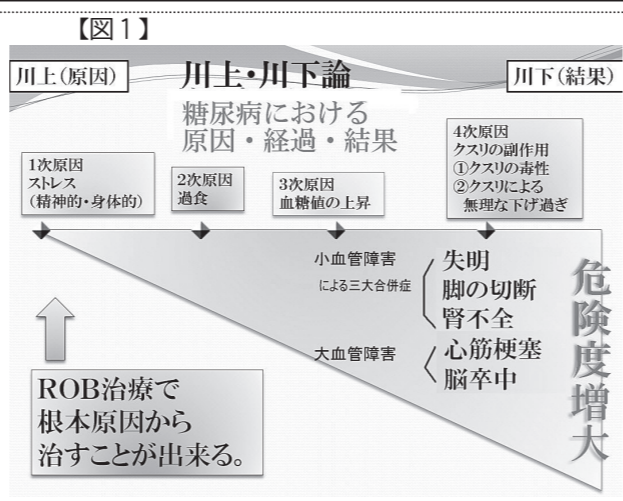 【図1】
川上(原因)
川上・川下論
川下(結果)
糖尿病における
原因・経過・結果
1次原因
ストレス
(精神的・身体的)
2次原因
過食
3次原因
血糖値の上昇
4次原因
クスリの副作用
①クスリの毒性
②クスリによる
無理な下げ過ぎ
小血管障害
による三大合併症
失明
脚の切断
腎不全
大血管障害
心筋梗塞
脳卒中
危険度増大
ROB治療で
根本原因から
治すことが出来る。